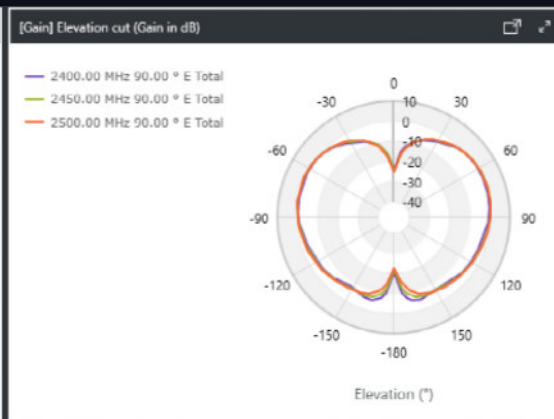 [Gain] Elevation cut (Gain in dB)
2400.00 MHz 90.00 ° E Total
2450.00 MHz 90.00 ° E Total
2500.00 MHz 90.00 ° E Total
0
-30 10 30
0
-10
-60 -20 60
-30
-40
-90 90
-120 120
-150 150
-180
Elevation (°)